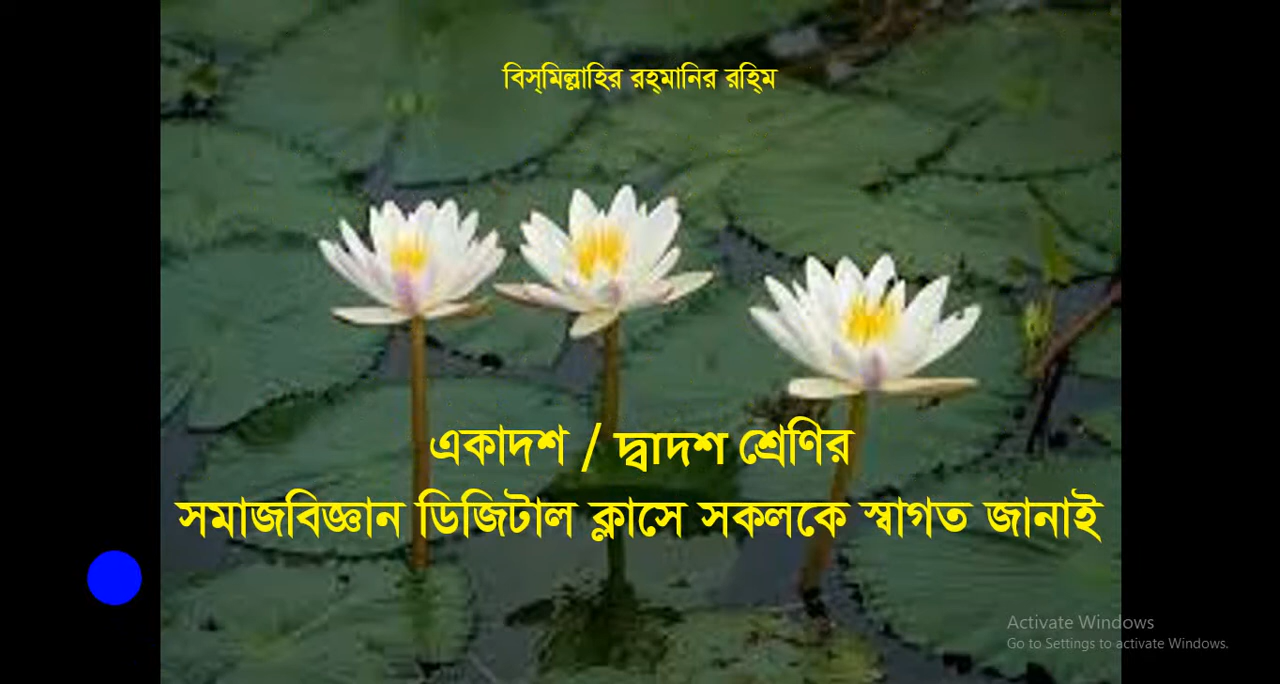 বিস্‌মিল্লাহির রহ্‌মানির রহি্‌ম
একাদশ / দ্বাদশ শ্রেণির
সমাজবিজ্ঞান ডিজিটাল ক্লাসে সকলকে স্বাগত জানাই
Activate Windows
Go to Settings to activate Windows.